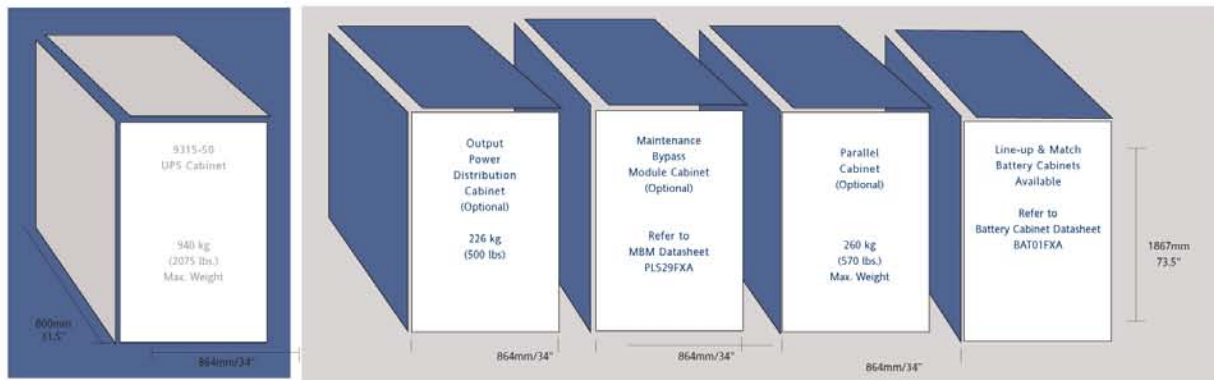 9315-50
UPS Cabinet
940 kg
(2075 lbs.)
Max. Weight
800mm
31.5"
864mm/34"
Output
Power
Distribution
Cabinet
(Optional)
226 kg
(500 lbs)
864mm/34"
Maintenance
Bypass
Module Cabinet
(Optional)
Refer to
MBM Datasheet
PLS29FXA
864mm/34"
Parallel
Cabinet
(Optional)
260 kg
(570 lbs.)
Max. Weight
864mm/34"
Line-up & Match
Battery Cabinets
Available
Refer to
Battery Cabinet Datasheet
BAT01FXA
1867mm
73.5"